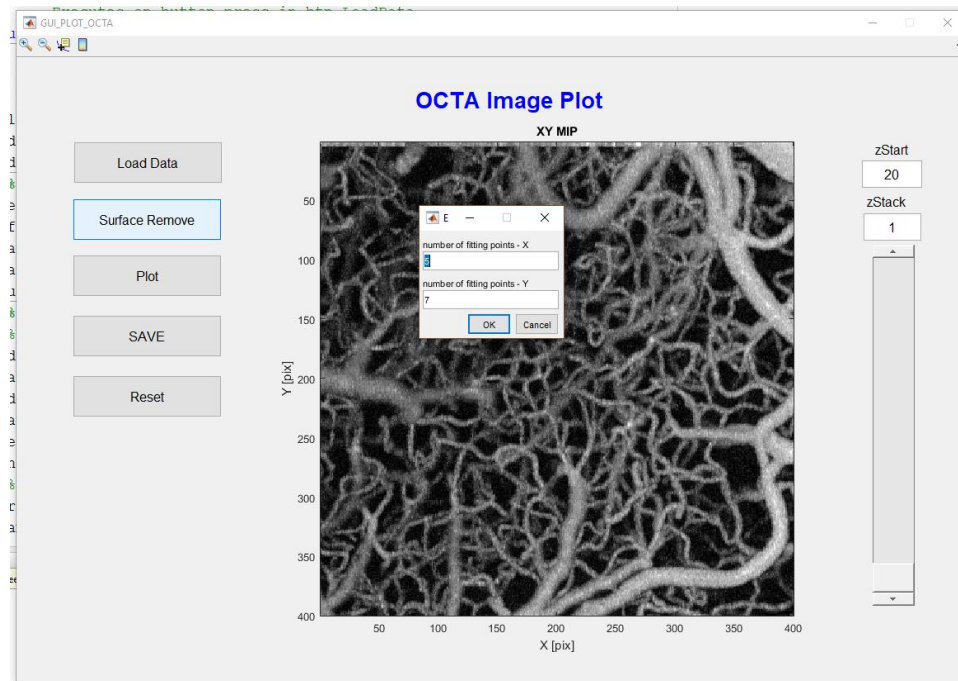 Executes on button press in btn_LoadData
GUI_PLOT_OCTA
OCTA Image Plot
XY MIP
Load Data
Surface Remove
Plot
SAVE
Reset
zStart
20
zStack
1
E
number of fitting points - X
5
number of fitting points - Y
7
OK
Cancel
50
100
150
200
250
300
350
400
Y [pix]
50
100
150
200
250
300
350
400
X [pix]